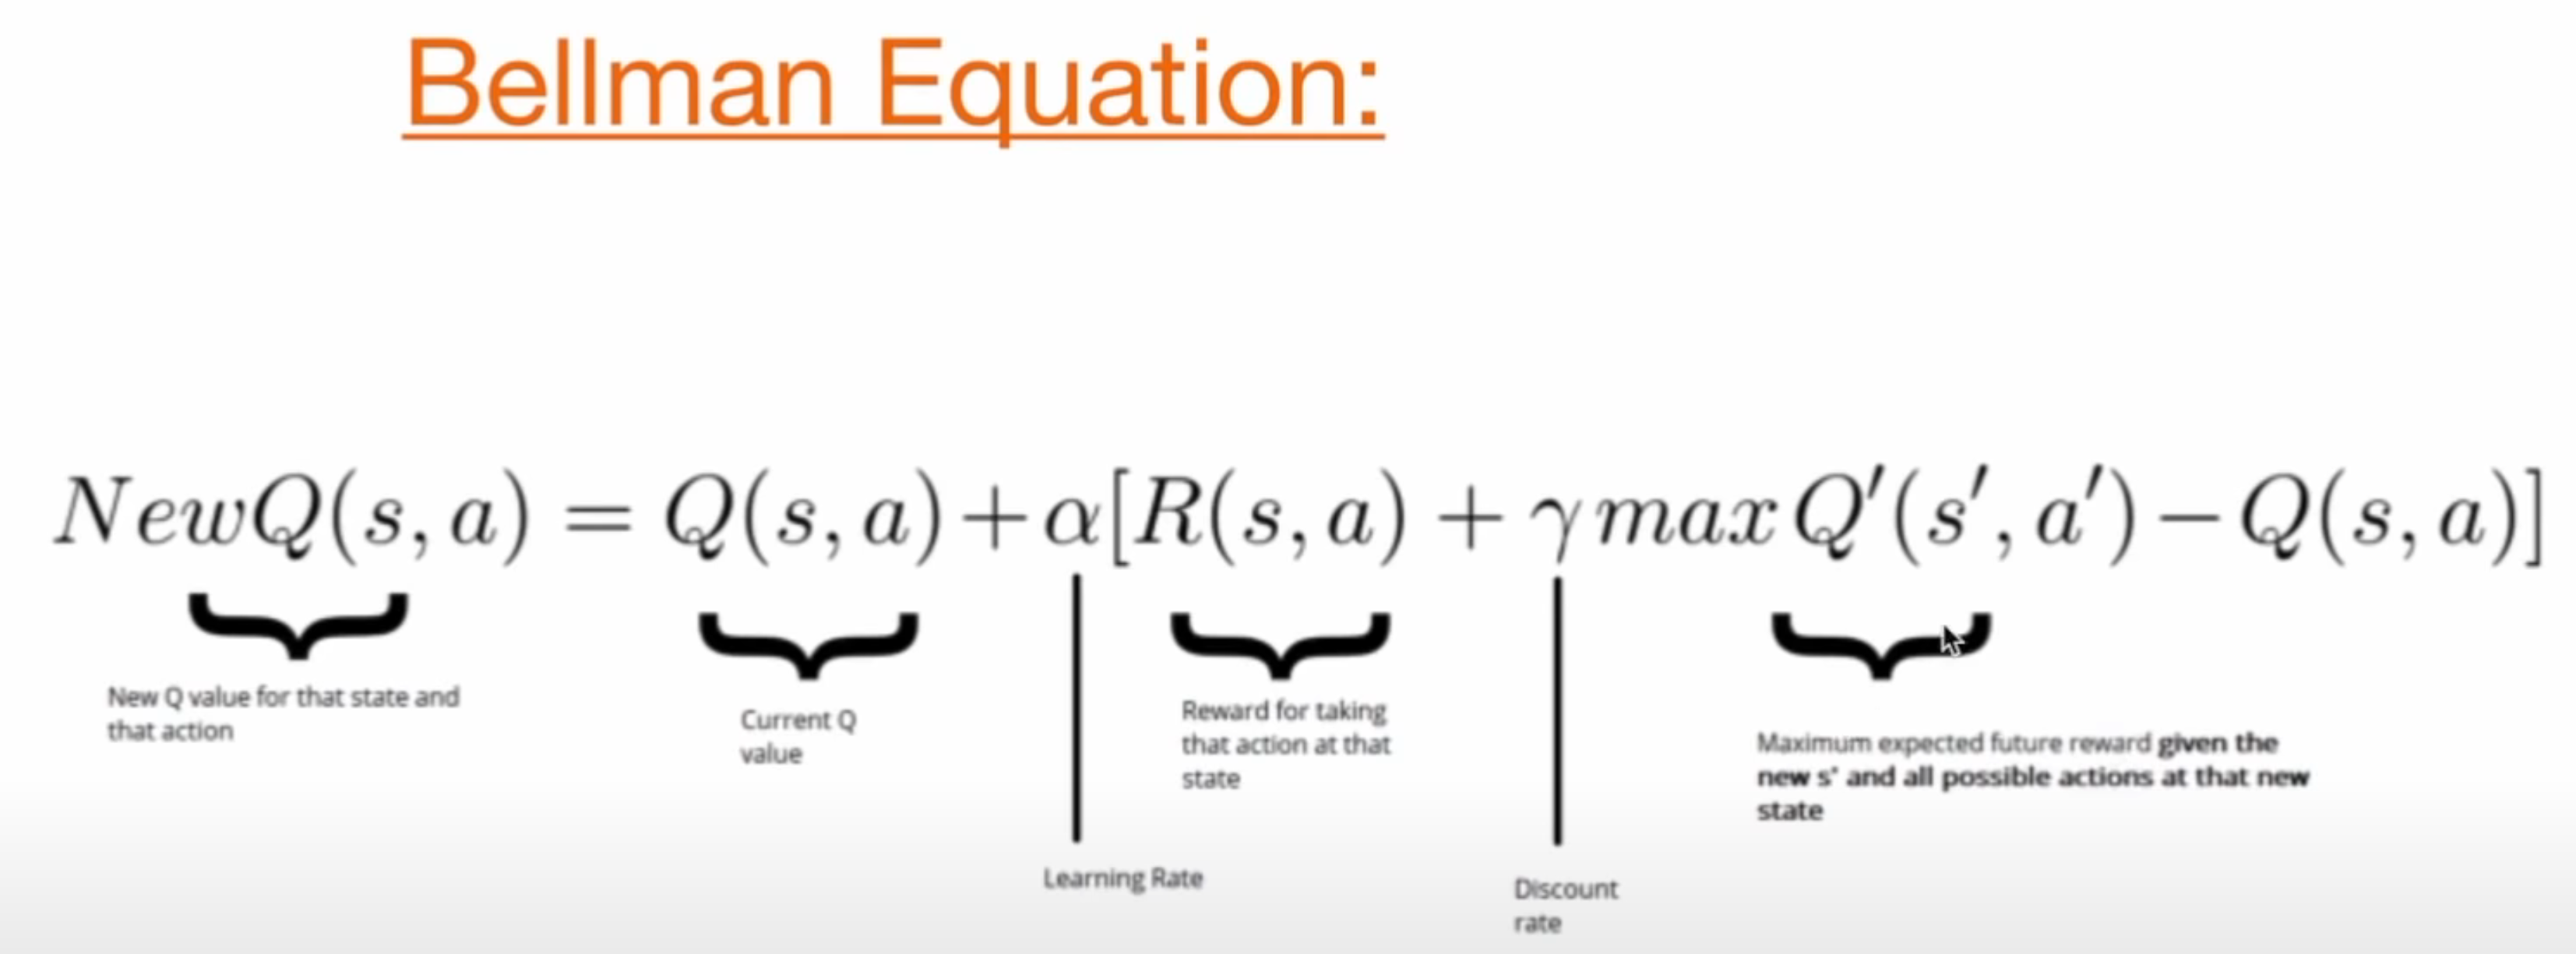 Bellman Equation:
NewQ(s, a) = Q(s, a)+α[R(s, a) + γ max Q′(s′, a′)−Q(s, a)]
New Q value for that state and
that action
Current Q
value
Learning Rate
Reward for taking
that action at that
state
Discount
rate
Maximum expected future reward given the
new s' and all possible actions at that new
state